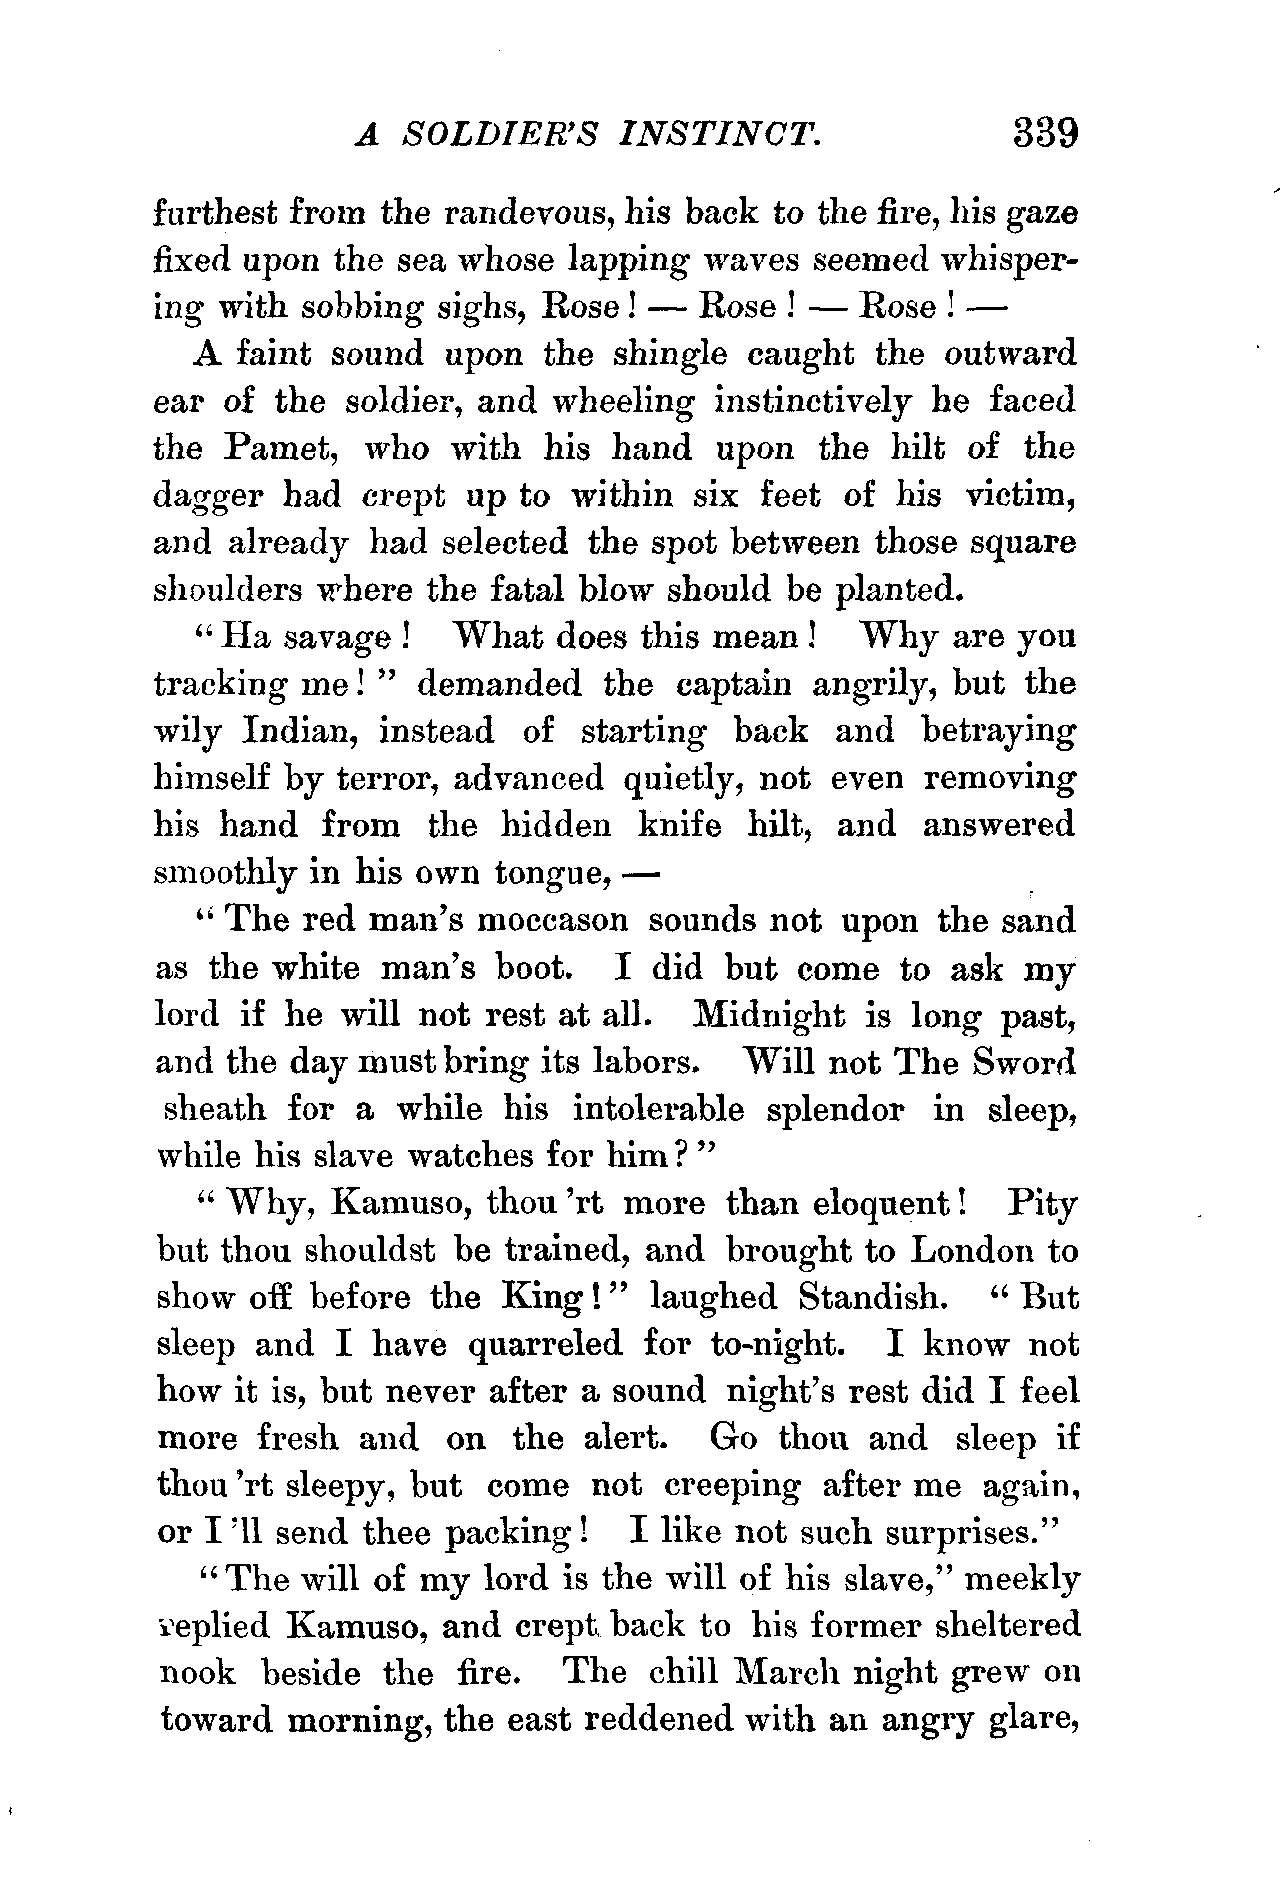 A SOLDIER'S INSTINCT. 339
furthest from the randevous, his back to the fire, his gaze
fixed upon the sea whose lapping waves seemed whisper-
ing with sobbing sighs, Rose! — Rose! — Rose! —
A faint sound upon the shingle caught the outward
ear of the soldier, and wheeling instinctively he faced
the Pamet, who with his hand upon the hilt of the
dagger had crept up to within six feet of his victim,
and already had selected the spot between those square
shoulders where the fatal blow should be planted.
"Ha savage! What does this mean! Why are you
tracking me!" demanded the captain angrily, but the
wily Indian, instead of starting back and betraying
himself by terror, advanced quietly, not even removing
his hand from the hidden knife hilt, and answered
smoothly in his own tongue, —
"The red man's moccason sounds not upon the sand
as the white man's boot. I did but come to ask my
lord if he will not rest at all. Midnight is long past,
and the day must bring its labors. Will not The Sword
sheath for a while his intolerable splendor in sleep,
while his slave watches for him?"
"Why, Kamuso, thou 'rt more than eloquent! Pity
but thou shouldst be trained, and brought to London to
show off before the King!" laughed Standish. "But
sleep and I have quarreled for to-night. I know not
how it is, but never after a sound night's rest did I feel
more fresh and on the alert. Go thou and sleep if
thou 'rt sleepy, but come not creeping after me again,
or I 'll send thee packing! I like not such surprises."
"The will of my lord is the will of his slave," meekly
replied Kamuso, and crept back to his former sheltered
nook beside the fire. The chill March night grew on
toward morning, the east reddened with an angry glare,